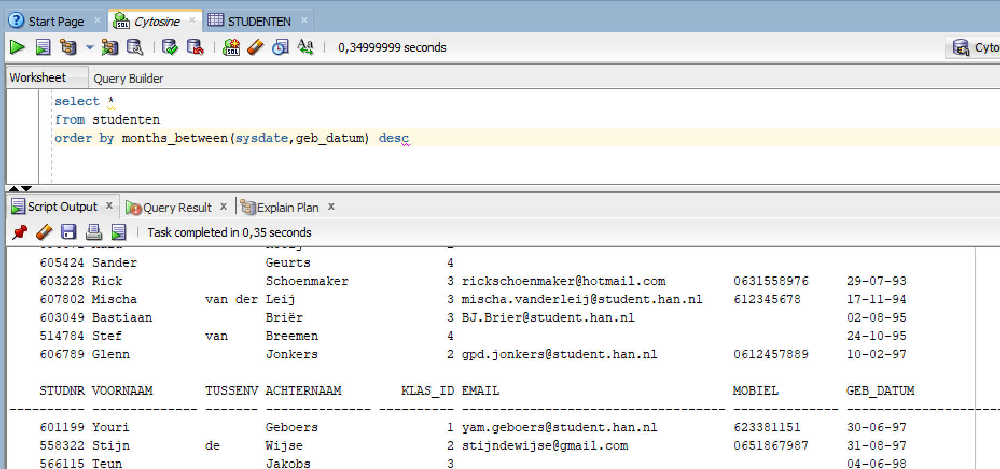 Start Page Cytosine STUDENTEN
0,34999999 seconds Cyto
Worksheet Query Builder
select *
from studenten
order by months_between(sysdate,geb_datum) desc
Script Output Query Result Explain Plan
Task completed in 0,35 seconds
605424 Sander Geurts 4
603228 Rick Schoenmaker 3 rickschoenmaker@hotmail.com 0631558976 29-07-93
607802 Mischa van der Leij 3 mischa.vanderleij@student.han.nl 612345678 17-11-94
603049 Bastiaan Briër 3 BJ.Brier@student.han.nl 02-08-95
514784 Stef van Breemen 4 24-10-95
606789 Glenn Jonkers 2 gpd.jonkers@student.han.nl 0612457889 10-02-97
STUDNR VOORNAAM TUSSENV ACHTERNAAM KLAS_ID EMAIL MOBIEL GEB_DATUM
601199 Youri Geboers 1 yam.geboers@student.han.nl 623381151 30-06-97
558322 Stijn de Wijse 2 stijndewijse@gmail.com 0651867987 31-08-97
566115 Teun Jakobs 3 04-06-98